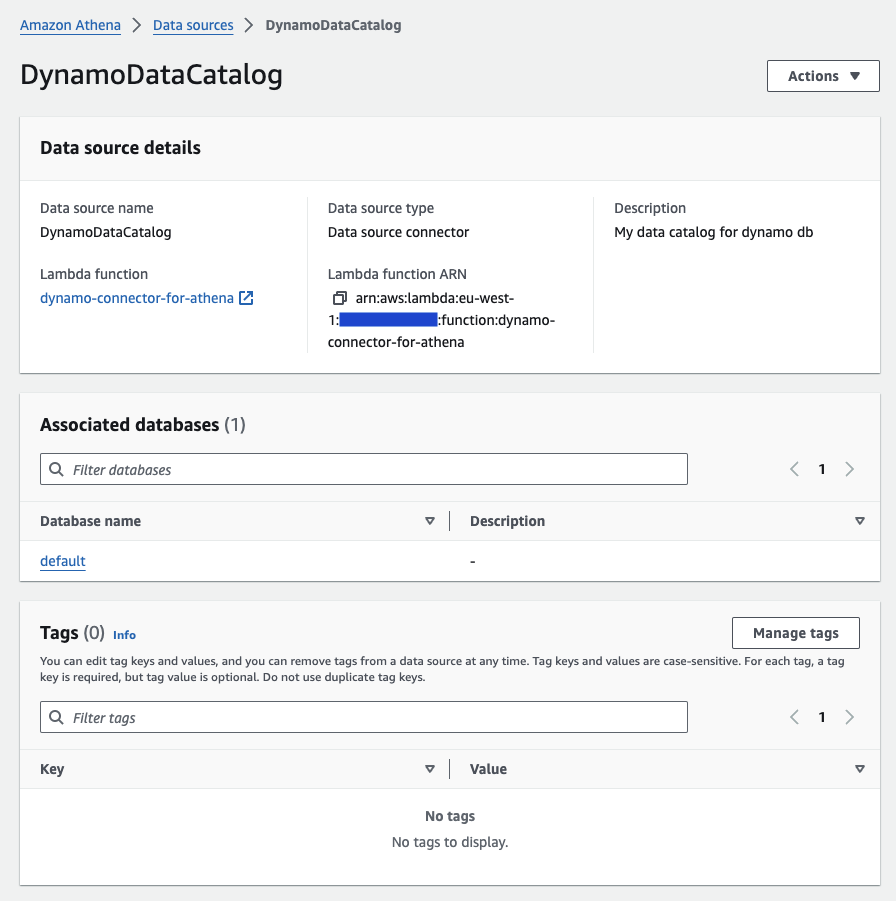 Amazon Athena > Data sources > DynamoDataCatalog
DynamoDataCatalog
Actions
Data source details
Data source name
DynamoDataCatalog
Data source type
Data source connector
Description
My data catalog for dynamo db
Lambda function
dynamo-connector-for-athena
Lambda function ARN
arn:aws:lambda:eu-west-
1: :function:dynamo-
connector-for-athena
Associated databases (1)
Filter databases
1
Database name
Description
default
-
Tags (0) Info
Manage tags
You can edit tag keys and values, and you can remove tags from a data source at any time. Tag keys and values are case-sensitive. For each tag, a tag
key is required, but tag value is optional. Do not use duplicate tag keys.
Filter tags
1
Key
Value
No tags
No tags to display.